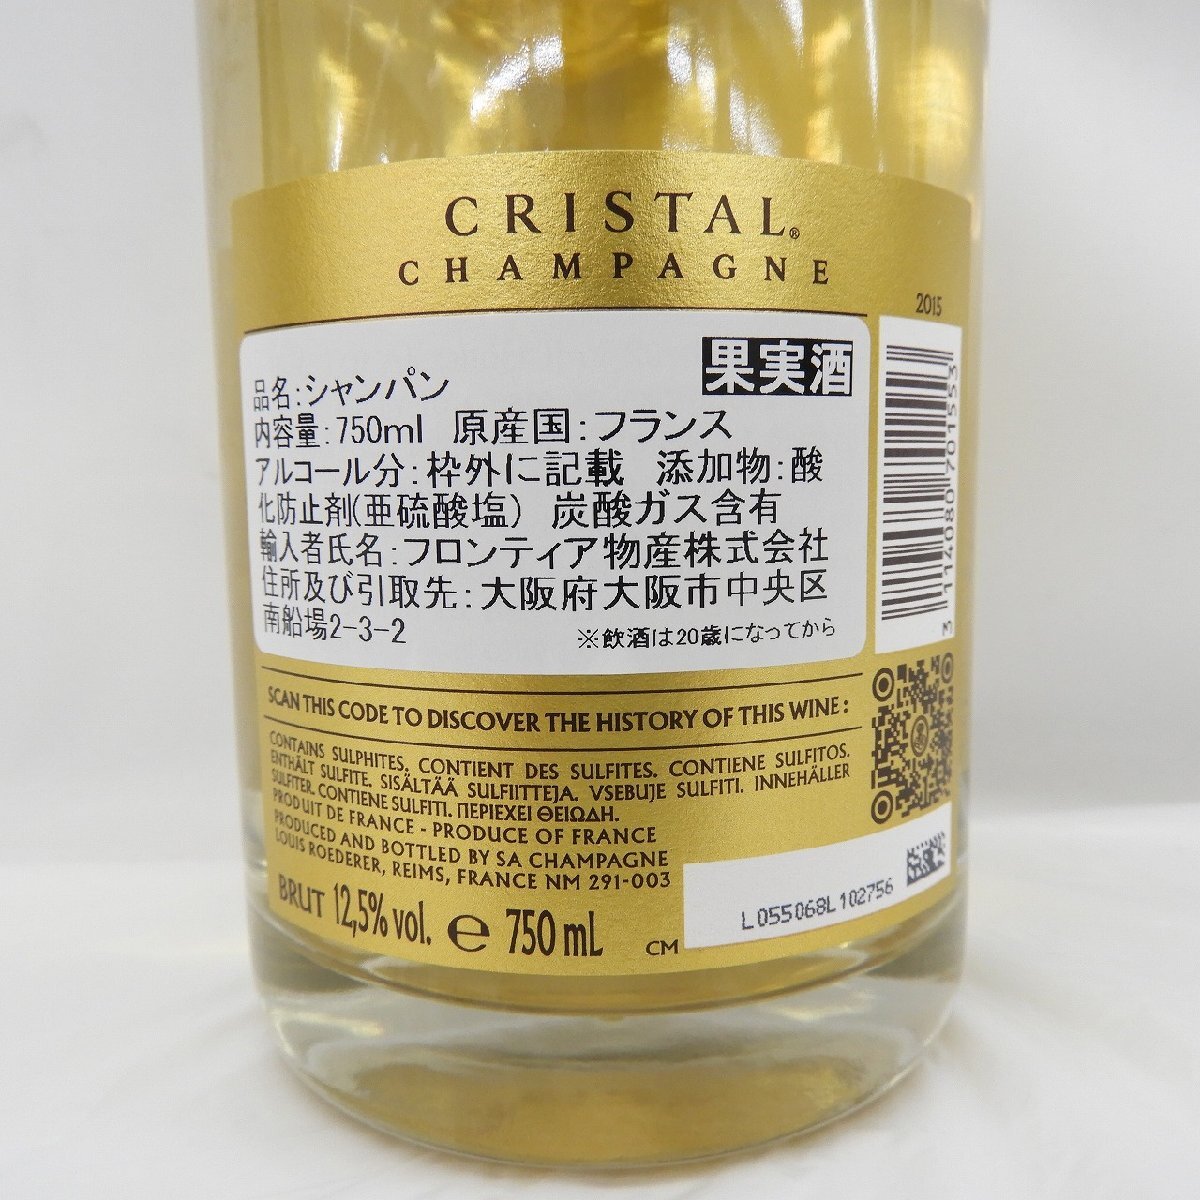 CRISTAL®
CHAMPAGNE
2015
果実酒
品名:シャンパン
内容量:750ml 原産国:フランス
アルコール分:枠外に記載 添加物:酸
化防止剤(亜硫酸塩) 炭酸ガス含有
輸入者氏名:フロンティア物産株式会社
住所及び引取先:大阪府大阪市中央区
南船場2-3-2
※飲酒は20歳になってから
3 114080 701553
SCAN THIS CODE TO DISCOVER THE HISTORY OF THIS WINE :
CONTAINS SULPHITES. CONTIENT DES SULFITES. CONTIENE SULFITOS.
ENTHÄLT SULFITE. SISÄLTÄÄ SULFIITTEJA. VSEBUJE SULFITI. INNEHÅLLER
SULFITER. CONTIENE SULFITI. ΠΕΡΙΕΧΕΙ ΘΕΙΩΔΗ.
PRODUIT DE FRANCE - PRODUCE OF FRANCE
PRODUCED AND BOTTLED BY SA CHAMPAGNE
LOUIS ROEDERER, REIMS, FRANCE NM 291-003
BRUT 12,5% vol. ℮ 750 mL
CM
L055068L102756